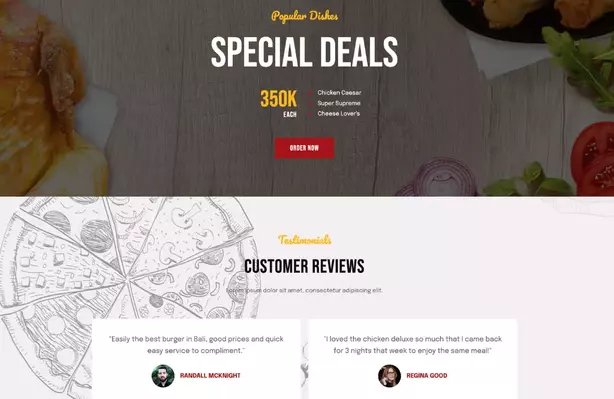 Popular Dishes
SPECIAL DEALS
350K
EACH
Chicken Caesar
Super Supreme
Cheese Lover's
ORDER NOW
Testimonials
CUSTOMER REVIEWS
Lorem ipsum dolor sit amet, consectetur adipiscing elit.
"Easily the best burger in Bali, good prices and quick
easy service to compliment."
RANDALL MCKNIGHT
"I loved the chicken deluxe so much that I came back
for 3 nights that week to enjoy the same meal!"
REGINA GOOD